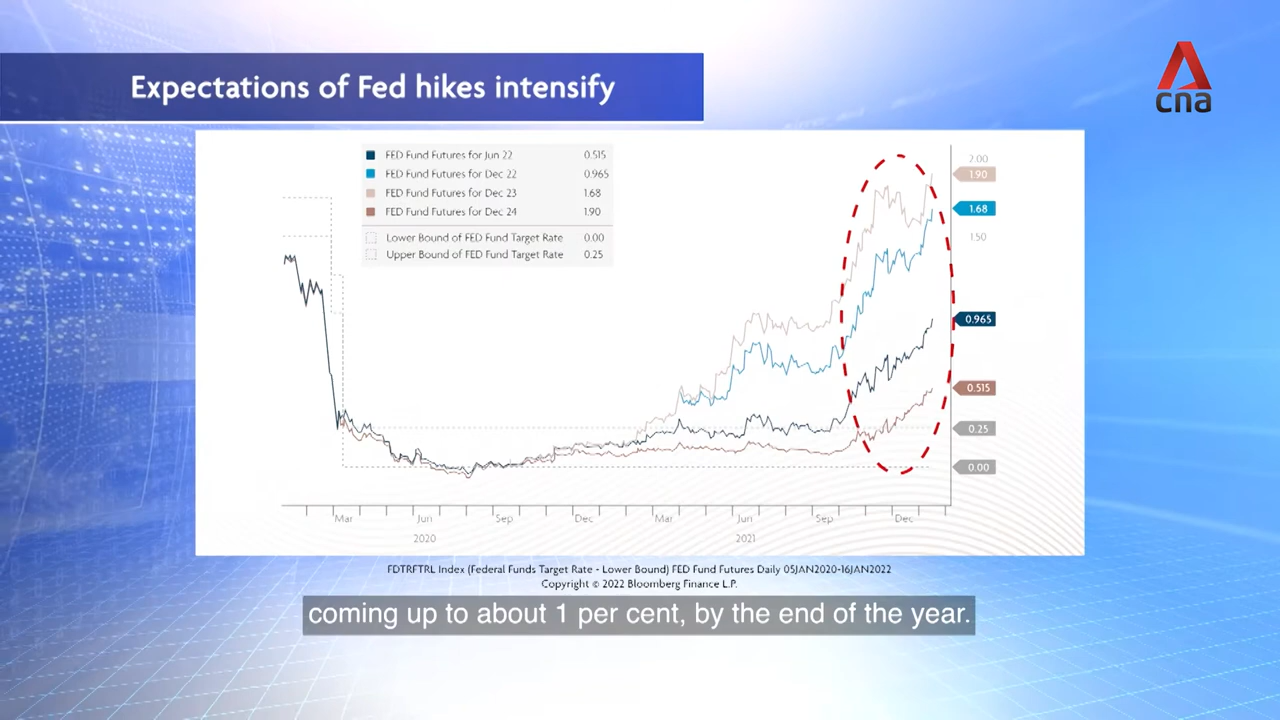 Expectations of Fed hikes intensify
cna
FED Fund Futures for Jun 22 0.515
FED Fund Futures for Dec 22 0.965
FED Fund Futures for Dec 23 1.68
FED Fund Futures for Dec 24 1.90
Lower Bound of FED Fund Target Rate 0.00
Upper Bound of FED Fund Target Rate 0.25
2.00
1.90
1.68
1.50
0.965
0.515
0.25
0.00
Mar Jun Sep Dec Mar Jun Sep Dec
2020 2021
FDTRFTRL Index (Federal Funds Target Rate - Lower Bound) FED Fund Futures Daily 05JAN2020-16JAN2022
Copyright © 2022 Bloomberg Finance L.P.
coming up to about 1 per cent, by the end of the year.